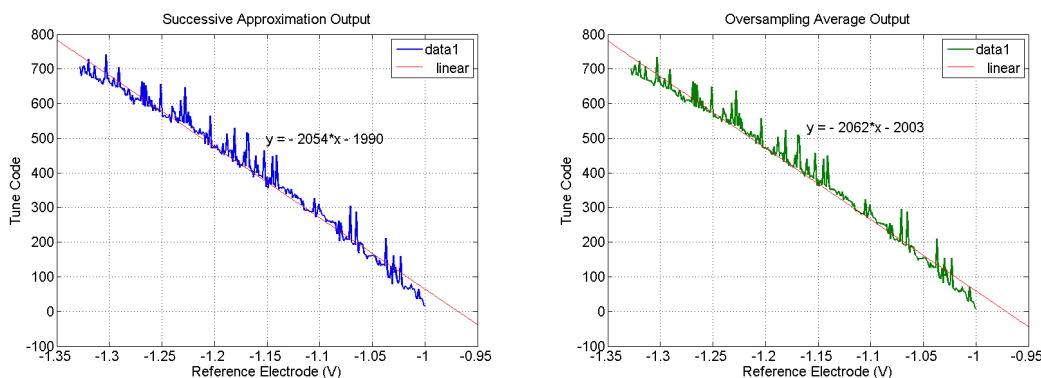 Successive Approximation Output
800
700
600
500
400
300
200
100
0
-100
Tune Code
data1
linear
y = - 2054*x - 1990
-1.35 -1.3 -1.25 -1.2 -1.15 -1.1 -1.05 -1 -0.95
Reference Electrode (V)
Oversampling Average Output
800
700
600
500
400
300
200
100
0
-100
Tune Code
data1
linear
y = - 2062*x - 2003
-1.35 -1.3 -1.25 -1.2 -1.15 -1.1 -1.05 -1 -0.95
Reference Electrode (V)